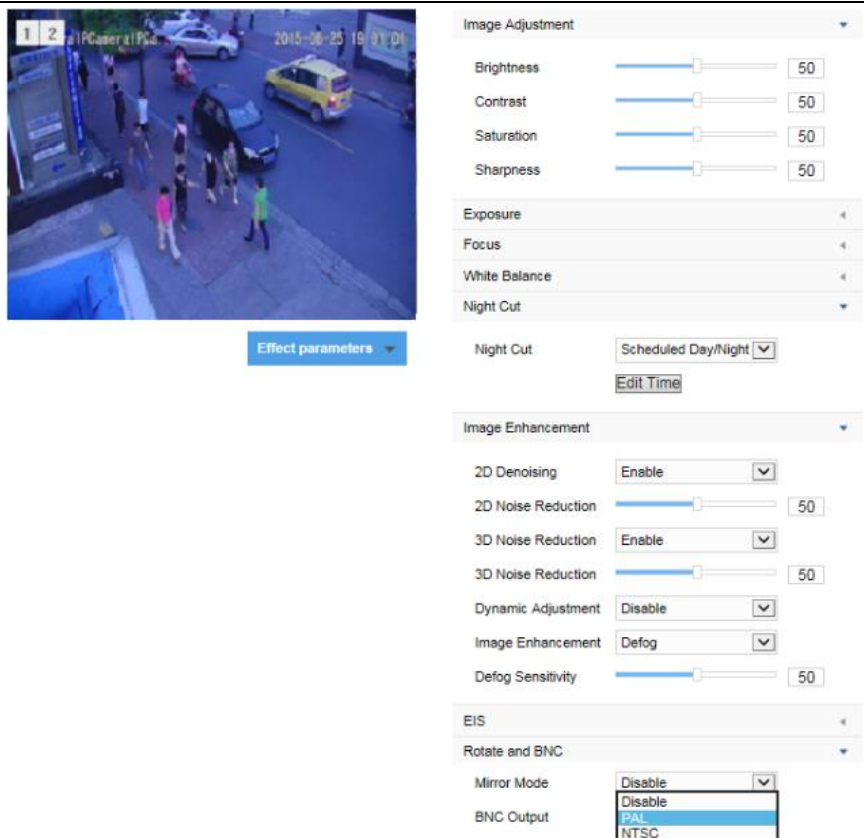 1 2
2015-06-25 19 01:01
Effect parameters
Image Adjustment
Brightness 50
Contrast 50
Saturation 50
Sharpness 50
Exposure
Focus
White Balance
Night Cut
Night Cut Scheduled Day/Night
Edit Time
Image Enhancement
2D Denoising Enable
2D Noise Reduction 50
3D Noise Reduction Enable
3D Noise Reduction 50
Dynamic Adjustment Disable
Image Enhancement Defog
Defog Sensitivity 50
EIS
Rotate and BNC
Mirror Mode Disable
Disable
BNC Output PAL
NTSC